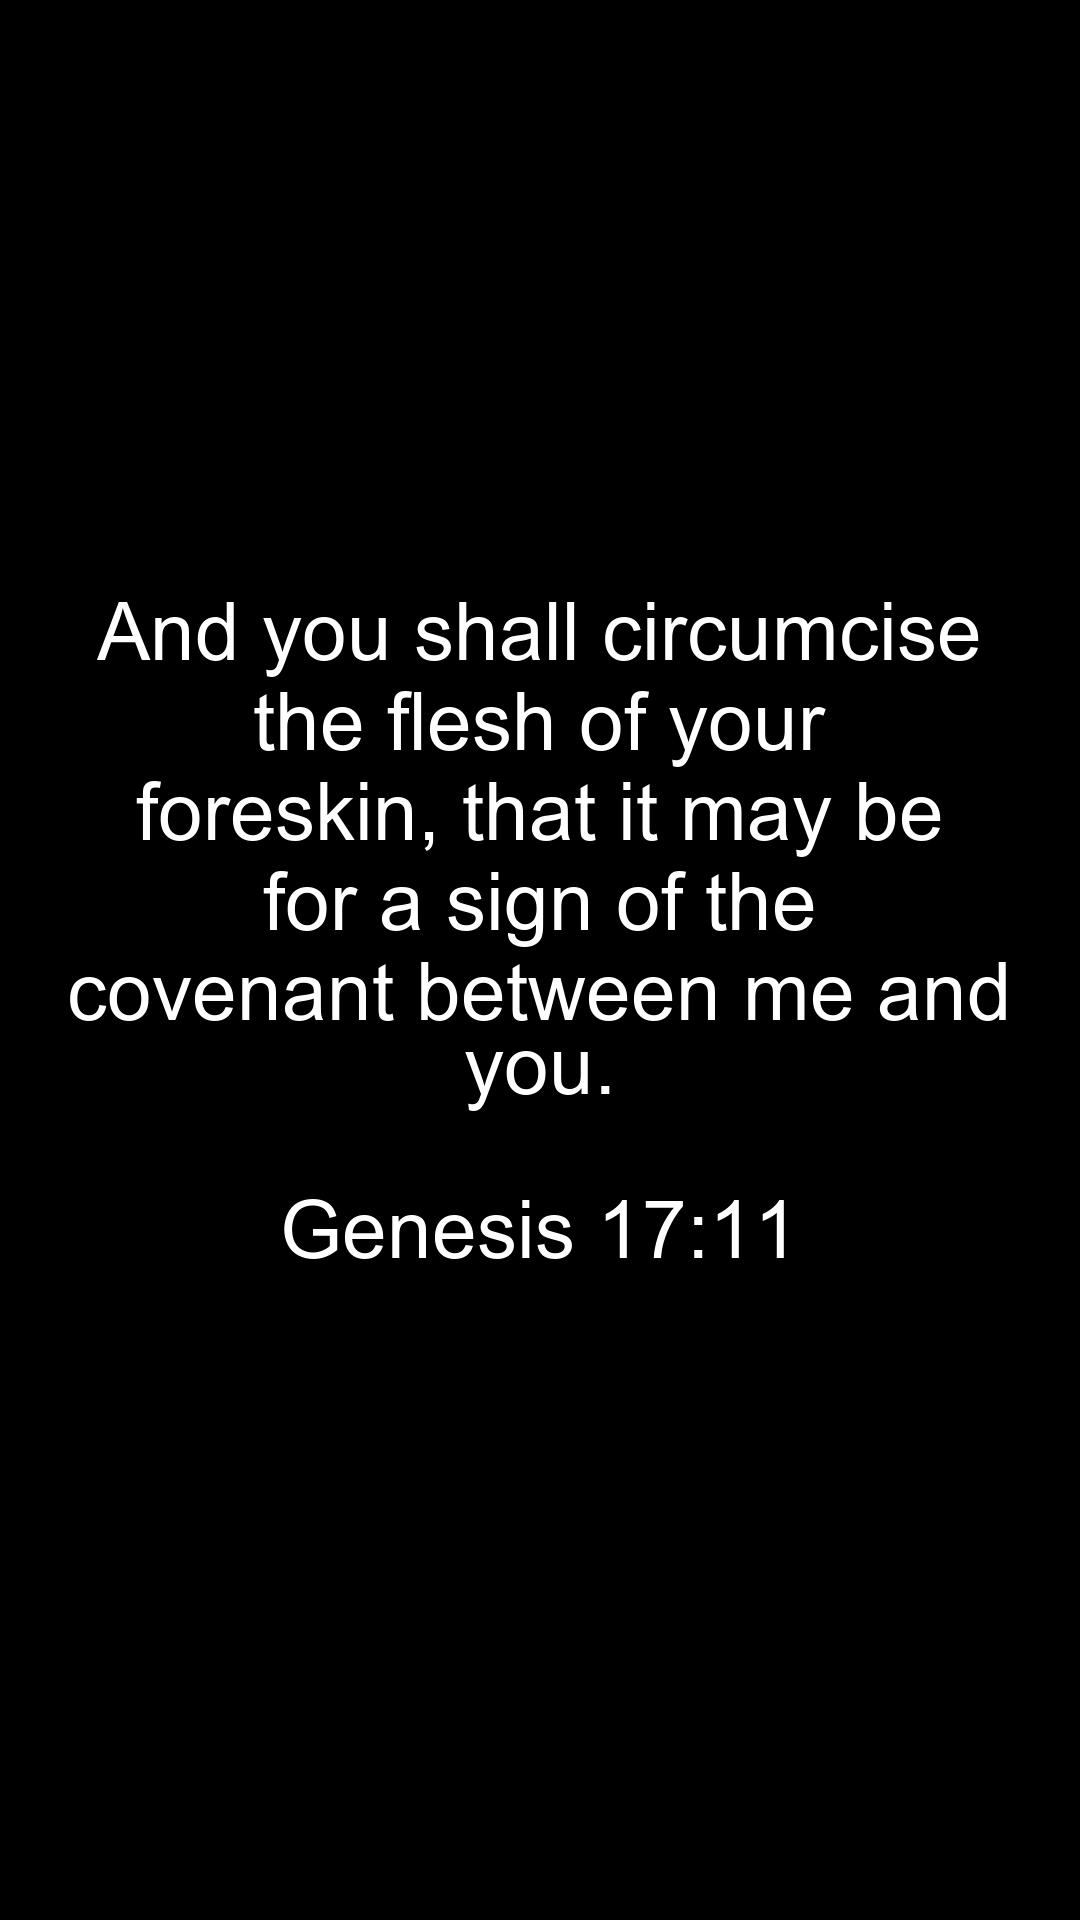 And you shall circumcise
the flesh of your
foreskin, that it may be
for a sign of the
covenant between me and
you.
Genesis 17:11